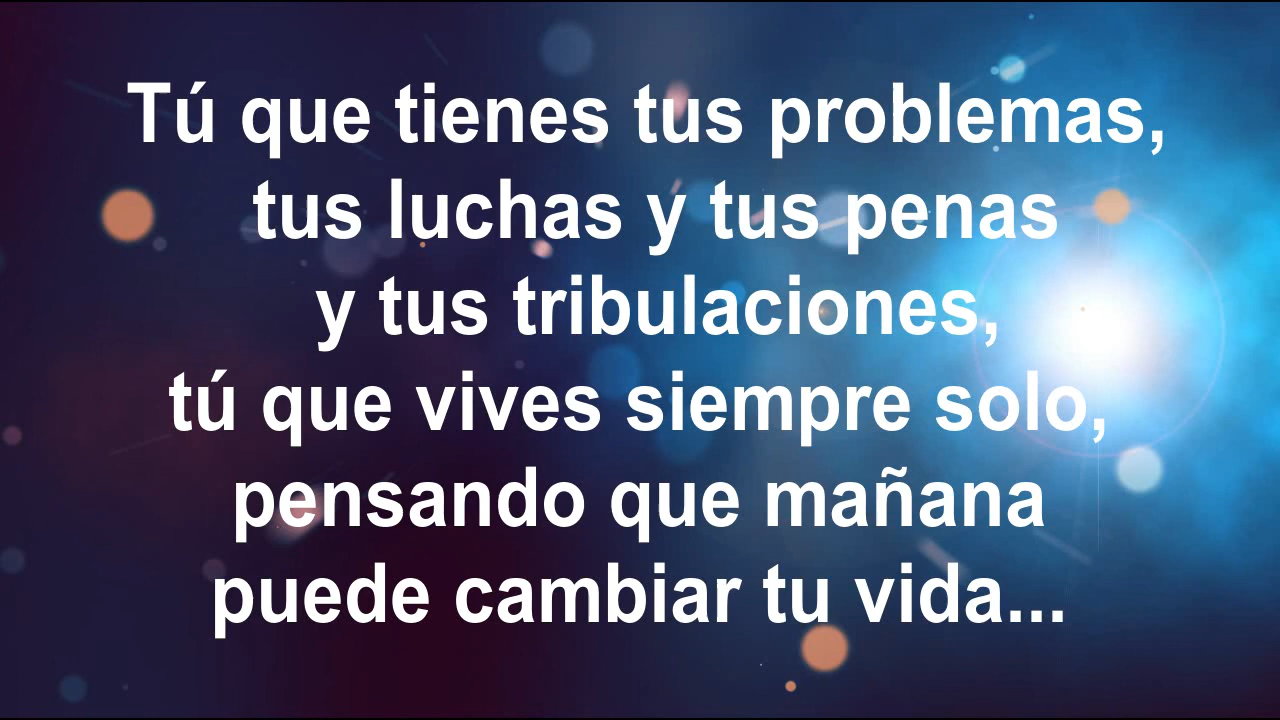 Tú que tienes tus problemas,
tus luchas y tus penas
y tus tribulaciones,
tú que vives siempre solo,
pensando que mañana
puede cambiar tu vida...